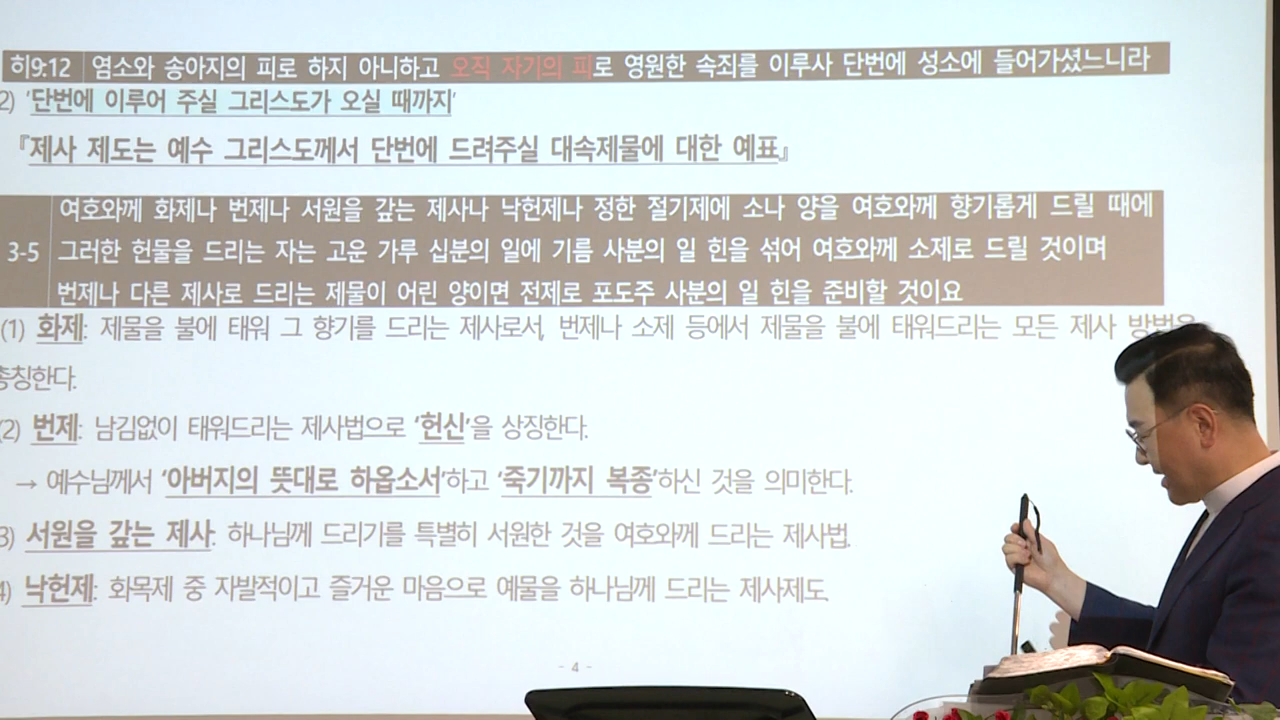 히9:12 염소와 송아지의 피로 하지 아니하고 오직 자기의 피로 영원한 속죄를 이루사 단번에 성소에 들어가셨느니라
2) '단번에 이루어 주실 그리스도가 오실 때까지'
『제사 제도는 예수 그리스도께서 단번에 드려주실 대속제물에 대한 예표』
여호와께 화제나 번제나 서원을 갚는 제사나 낙헌제나 정한 절기제에 소나 양을 여호와께 향기롭게 드릴 때에
3-5 그러한 헌물을 드리는 자는 고운 가루 십분의 일에 기름 사분의 일 힌을 섞어 여호와께 소제로 드릴 것이며
번제나 다른 제사로 드리는 제물이 어린 양이면 전제로 포도주 사분의 일 힌을 준비할 것이요
(1) 화제: 제물을 불에 태워 그 향기를 드리는 제사로서, 번제나 소제 등에서 제물을 불에 태워드리는 모든 제사 방법을
총칭한다.
(2) 번제: 남김없이 태워드리는 제사법으로 '헌신'을 상징한다.
→ 예수님께서 '아버지의 뜻대로 하옵소서'하고 '죽기까지 복종'하신 것을 의미한다.
3) 서원을 갚는 제사: 하나님께 드리기를 특별히 서원한 것을 여호와께 드리는 제사법.
4) 낙헌제: 화목제 중 자발적이고 즐거운 마음으로 예물을 하나님께 드리는 제사제도.
- 4 -